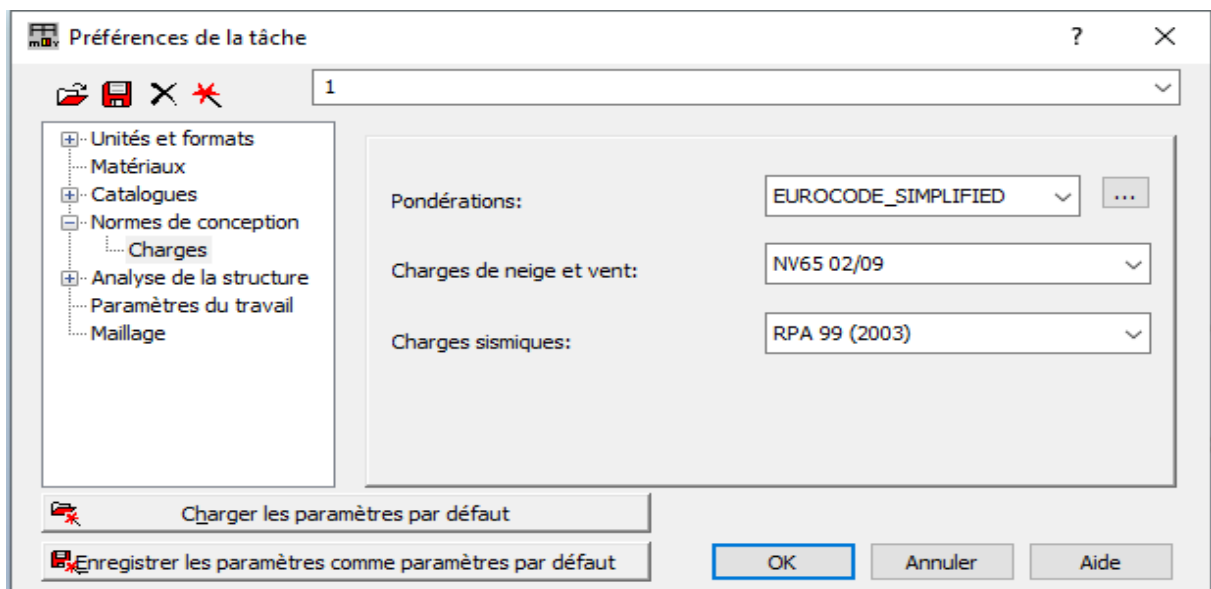 Préférences de la tâche
?
1
Unités et formats
Matériaux
Catalogues
Normes de conception
Charges
Analyse de la structure
Paramètres du travail
Maillage
Pondérations:
EUROCODE_SIMPLIFIED
...
Charges de neige et vent:
NV65 02/09
Charges sismiques:
RPA 99 (2003)
Charger les paramètres par défaut
Enregistrer les paramètres comme paramètres par défaut
OK
Annuler
Aide